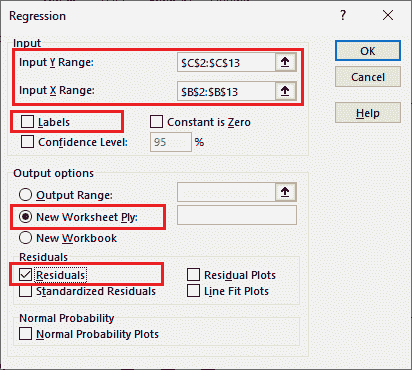 Regression
Input
Input Y Range: $C$2:$C$13
OK
Input X Range: $B$2:$B$13
Cancel
Labels Constant is Zero
Help
Confidence Level: 95 %
Output options
Output Range:
New Worksheet Ply:
New Workbook
Residuals
Residuals Residual Plots
Standardized Residuals Line Fit Plots
Normal Probability
Normal Probability Plots